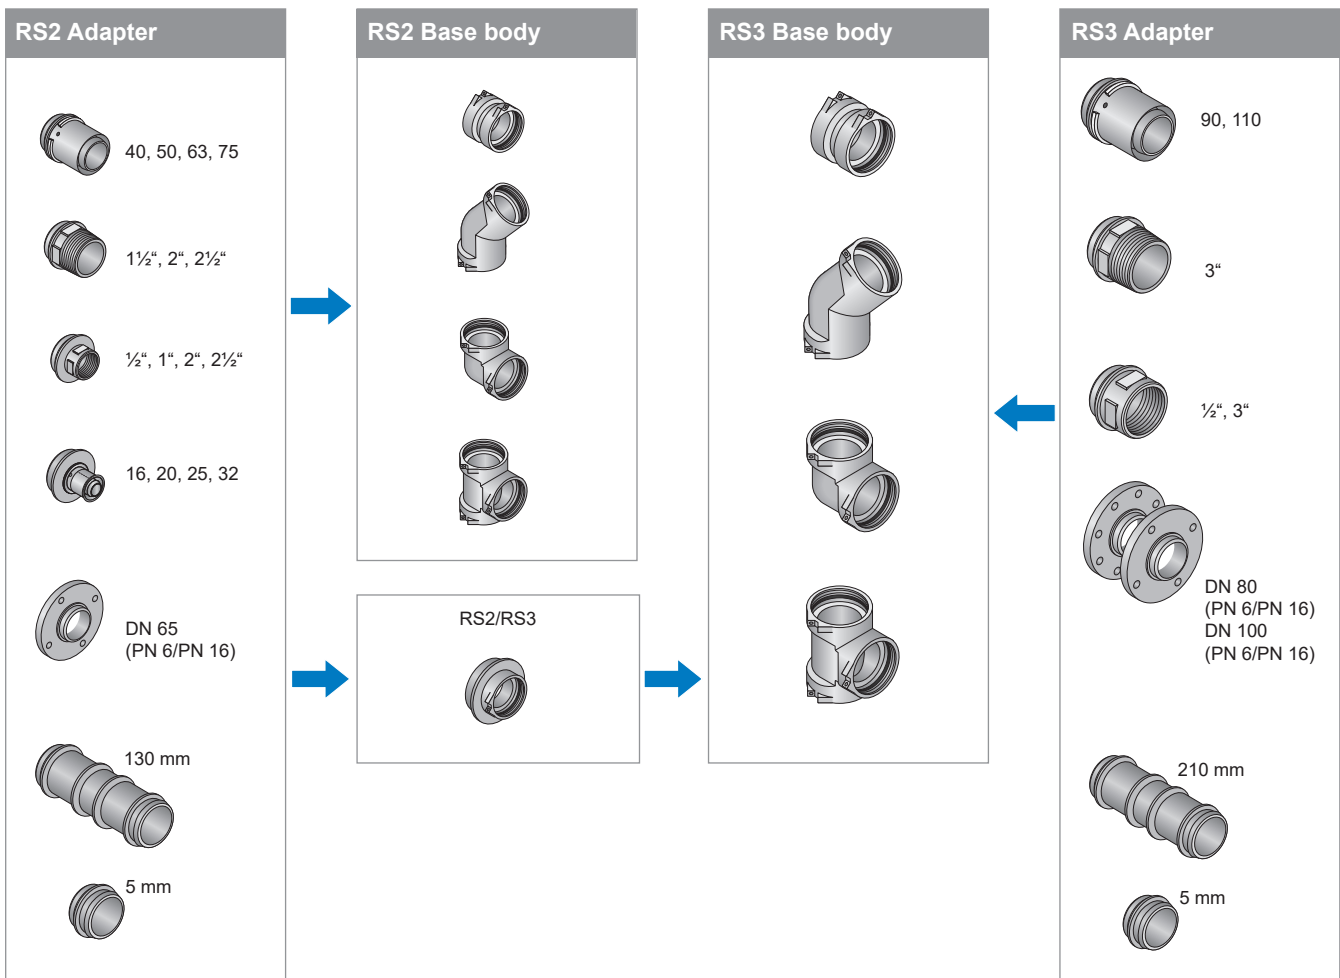 RS2 Adapter
40, 50, 63, 75
1½“, 2“, 2½“
½“, 1“, 2“, 2½“
16, 20, 25, 32
DN 65
(PN 6/PN 16)
130 mm
5 mm
RS2 Base body
RS2/RS3
RS3 Base body
RS3 Adapter
90, 110
3“
½“, 3“
DN 80
(PN 6/PN 16)
DN 100
(PN 6/PN 16)
210 mm
5 mm